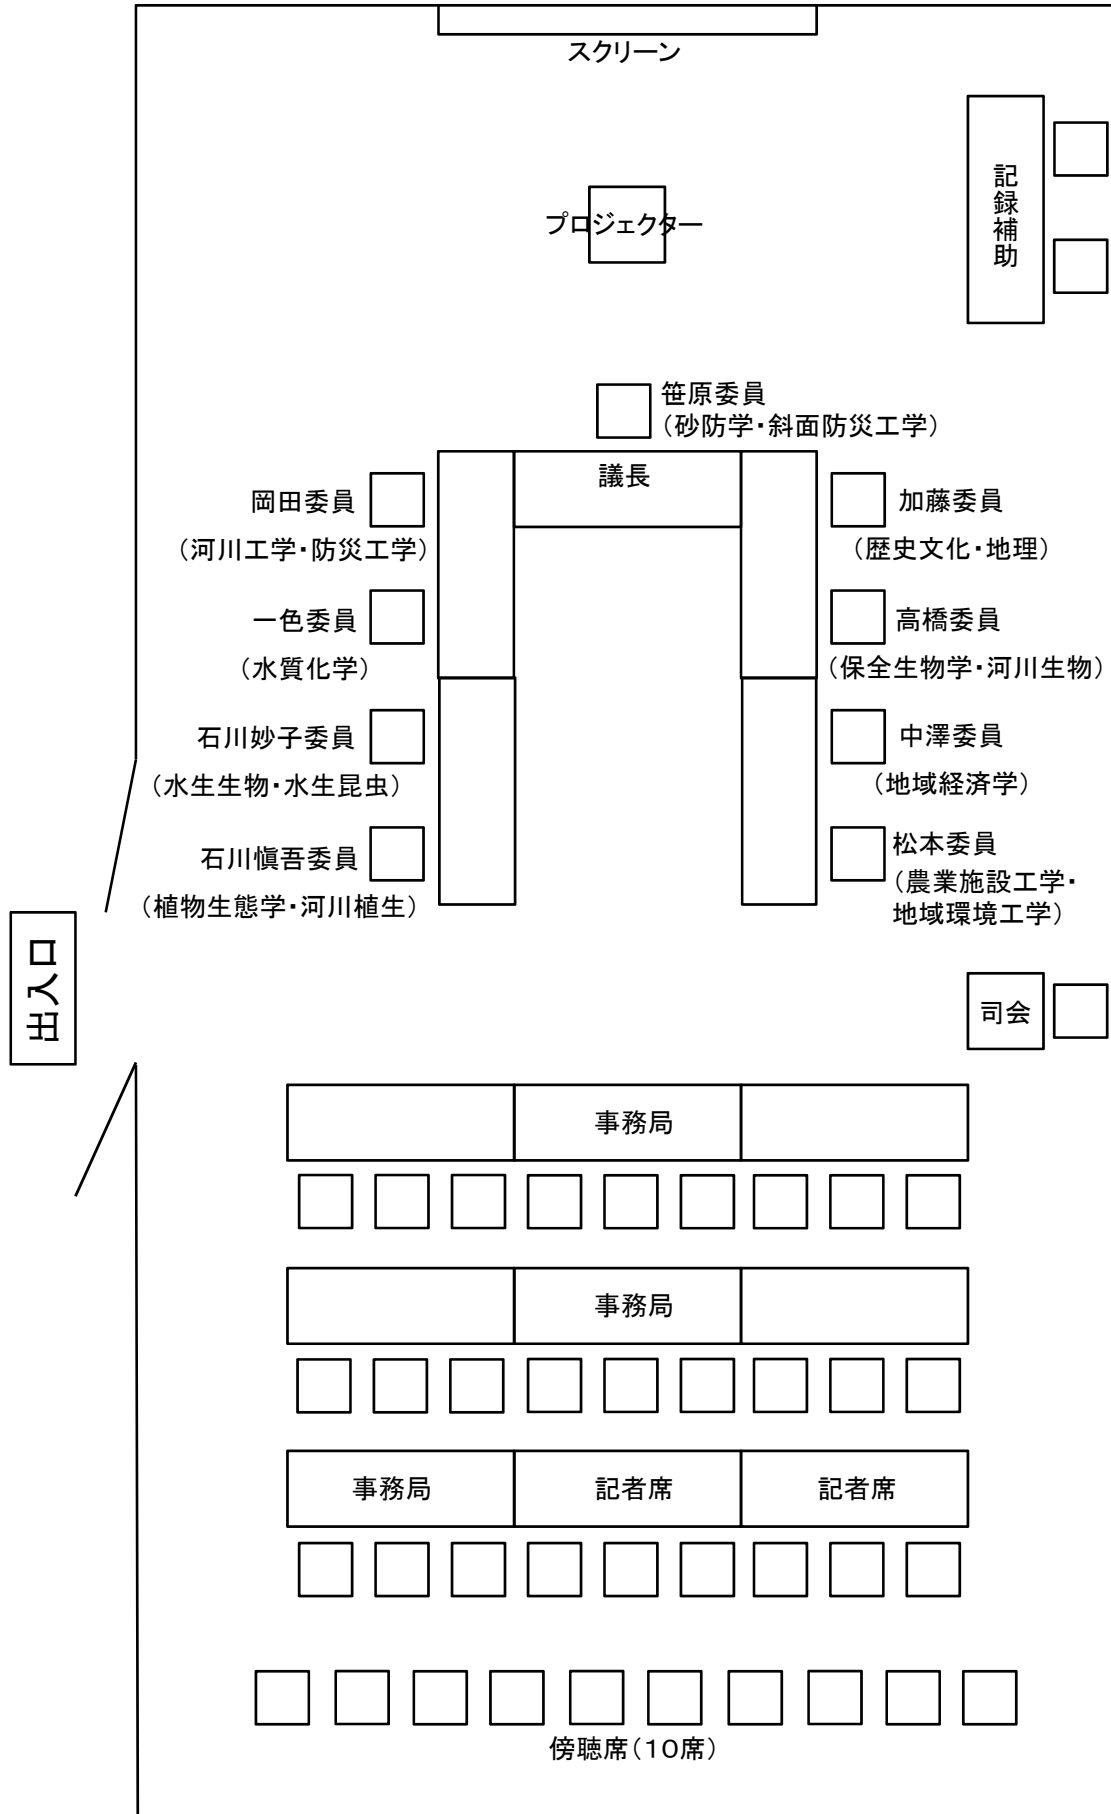 スクリーン
プロジェクター
記録補助
笹原委員
（砂防学・斜面防災工学）
議長
岡田委員
（河川工学・防災工学）
加藤委員
（歴史文化・地理）
一色委員
（水質化学）
高橋委員
（保全生物学・河川生物）
石川妙子委員
（水生生物・水生昆虫）
中澤委員
（地域経済学）
石川愼吾委員
（植物生態学・河川植生）
松本委員
（農業施設工学・
地域環境工学）
出入口
司会
事務局
事務局
事務局
記者席
記者席
傍聴席（１０席）